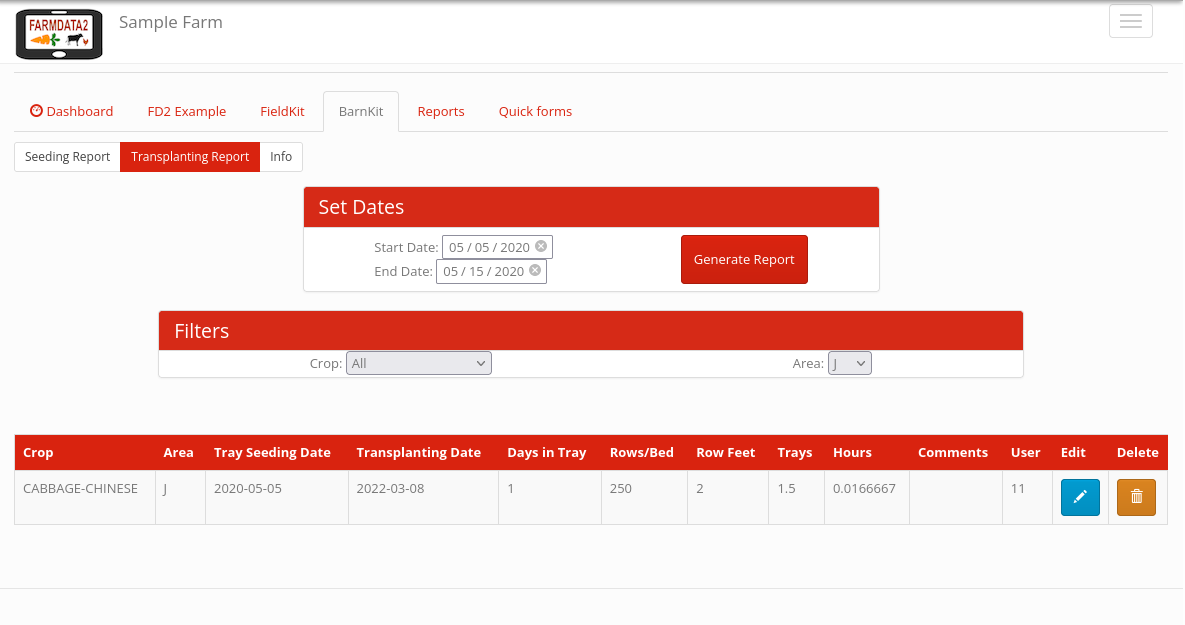 FARMDATA2
Sample Farm
Dashboard FD2 Example FieldKit BarnKit Reports Quick forms
Seeding Report Transplanting Report Info
Set Dates
Start Date: 05 / 05 / 2020
End Date: 05 / 15 / 2020
Generate Report
Filters
Crop: All Area: J
Crop Area Tray Seeding Date Transplanting Date Days in Tray Rows/Bed Row Feet Trays Hours Comments User Edit Delete
CABBAGE-CHINESE J 2020-05-05 2022-03-08 1 250 2 1.5 0.0166667 11